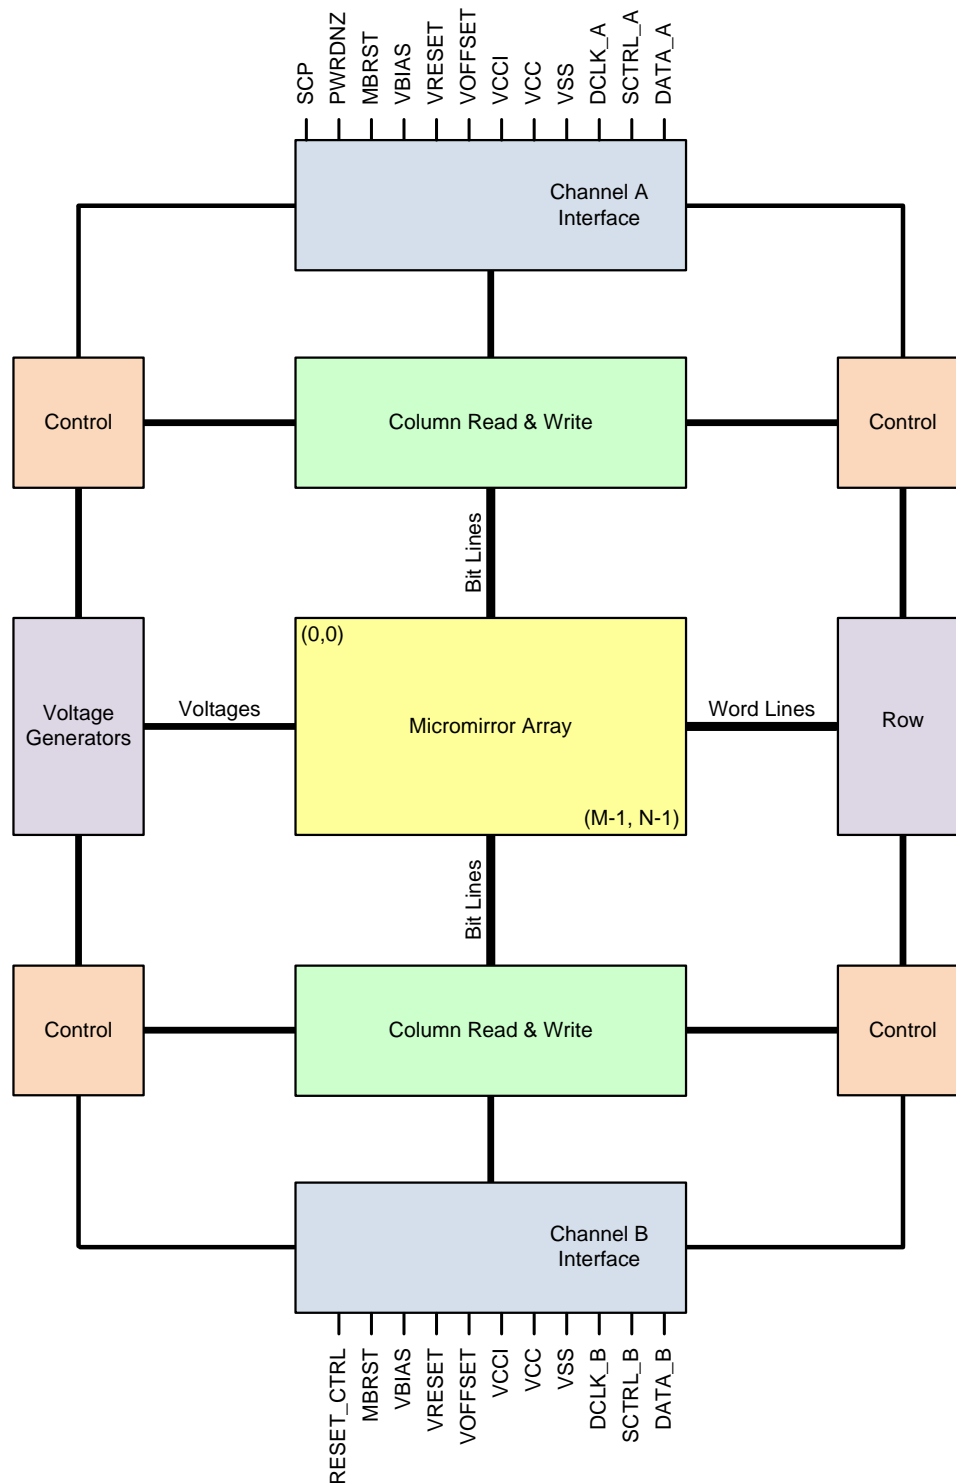 SCP
PWRDNZ
MBRST
VBIAS
VRESET
VOFFSET
VCCI
VCC
VSS
DCLK_A
SCTRL_A
DATA_A
Channel A
Interface
Control
Column Read & Write
Control
Bit Lines
(0,0)
Voltage
Generators
Voltages
Micromirror Array
Word Lines
Row
(M-1, N-1)
Bit Lines
Control
Column Read & Write
Control
Channel B
Interface
RESET_CTRL
MBRST
VBIAS
VRESET
VOFFSET
VCCI
VCC
VSS
DCLK_B
SCTRL_B
DATA_B